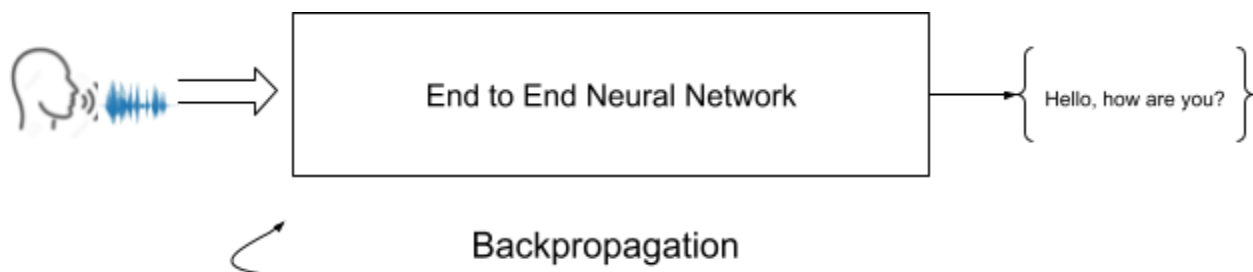 End to End Neural Network
Hello, how are you?
Backpropagation